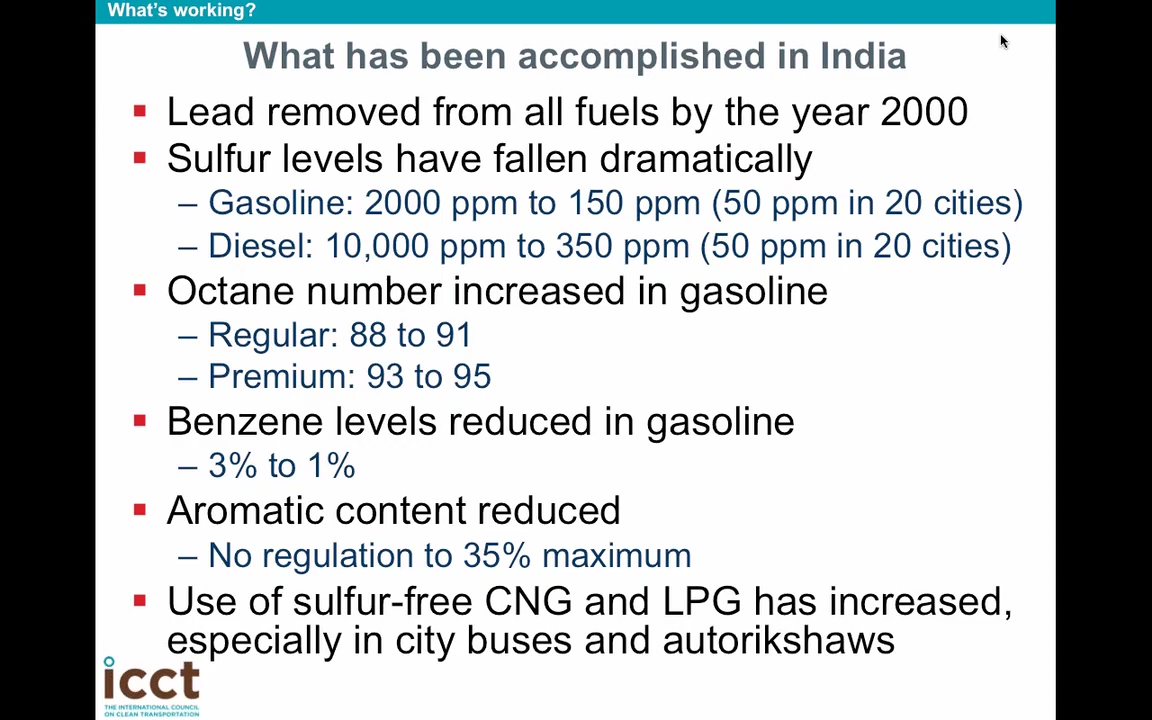 What's working?
What has been accomplished in India
▪ Lead removed from all fuels by the year 2000
▪ Sulfur levels have fallen dramatically
– Gasoline: 2000 ppm to 150 ppm (50 ppm in 20 cities)
– Diesel: 10,000 ppm to 350 ppm (50 ppm in 20 cities)
▪ Octane number increased in gasoline
– Regular: 88 to 91
– Premium: 93 to 95
▪ Benzene levels reduced in gasoline
– 3% to 1%
▪ Aromatic content reduced
– No regulation to 35% maximum
▪ Use of sulfur-free CNG and LPG has increased,
especially in city buses and autorikshaws
icct
THE INTERNATIONAL COUNCIL
ON CLEAN TRANSPORTATION